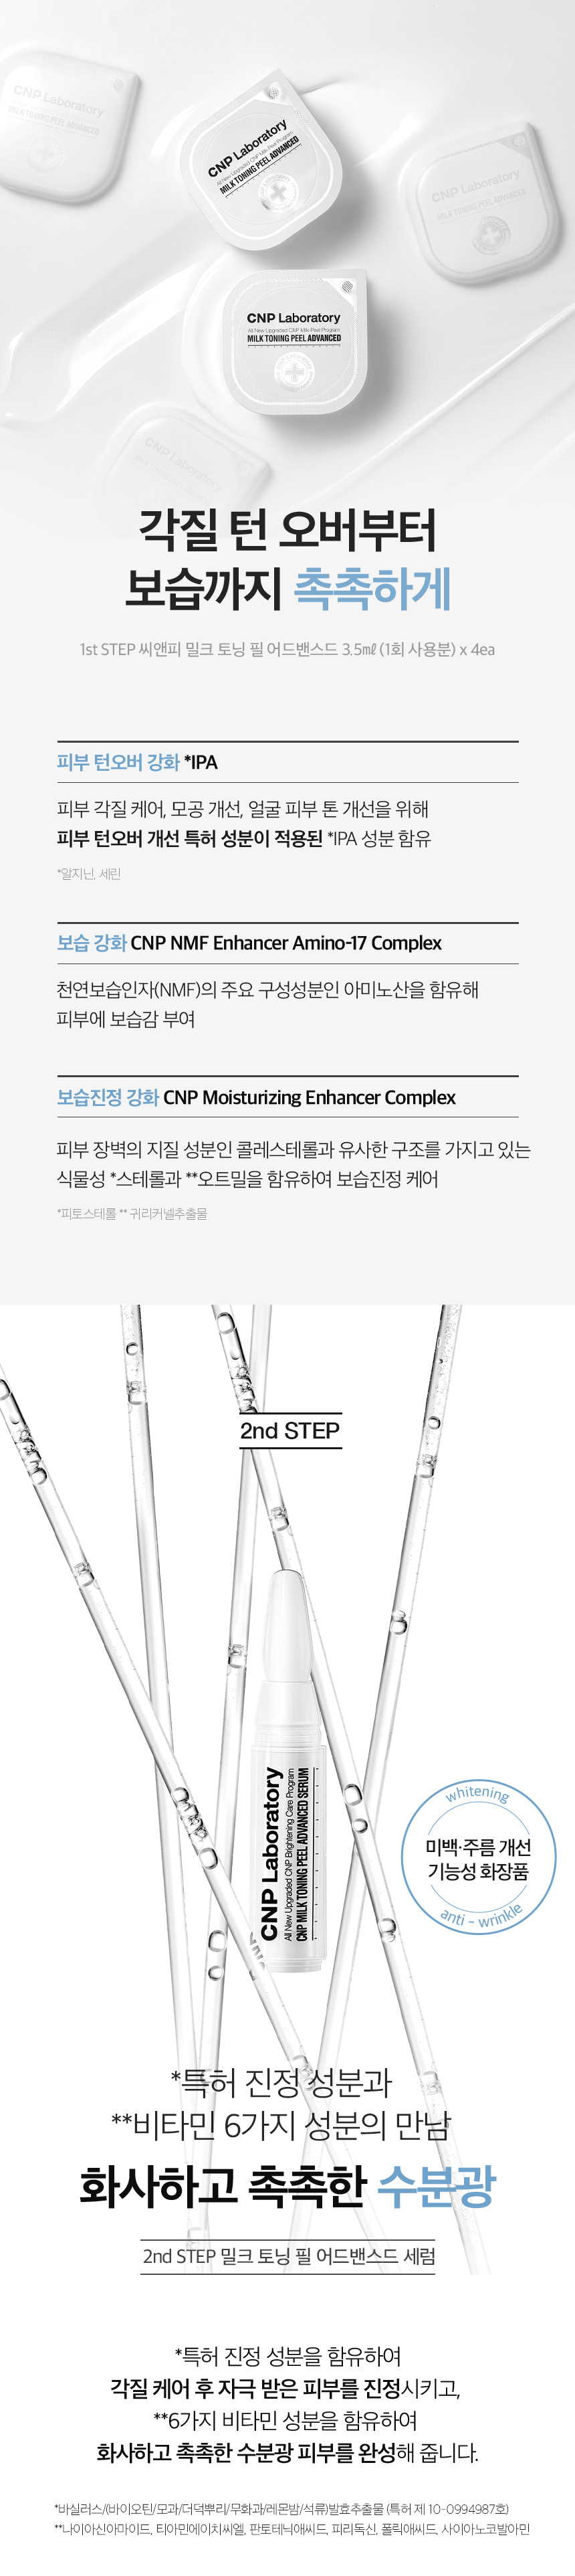 CNP Laboratory
MILK TONING PEEL ADVANCED
CNP Laboratory
All New Upgraded CNP Milk-Peel Program
MILK TONING PEEL ADVANCED
CNP Laboratory
MILK TONING PEEL ADVANCED
CNP Laboratory
All New Upgraded CNP Milk-Peel Program
MILK TONING PEEL ADVANCED
CNP Laboratory
각질 턴 오버부터
보습까지 촉촉하게
1st STEP 씨앤피 밀크 토닝 필 어드밴스드 3.5㎖ (1회 사용분) x 4ea
피부 턴오버 강화 *IPA
피부 각질 케어, 모공 개선, 얼굴 피부 톤 개선을 위해
피부 턴오버 개선 특허 성분이 적용된 *IPA 성분 함유
*알지닌, 세린
보습 강화 CNP NMF Enhancer Amino-17 Complex
천연보습인자(NMF)의 주요 구성성분인 아미노산을 함유해
피부에 보습감 부여
보습진정 강화 CNP Moisturizing Enhancer Complex
피부 장벽의 지질 성분인 콜레스테롤과 유사한 구조를 가지고 있는
식물성 *스테롤과 **오트밀을 함유하여 보습진정 케어
*피토스테롤 ** 귀리커넬추출물
2nd STEP
CNP Laboratory
All New Upgraded CNP Brightening Care Program
CNP MILK TONING PEEL ADVANCED SERUM
whitening
미백·주름 개선
기능성 화장품
anti - wrinkle
*특허 진정 성분과
**비타민 6가지 성분의 만남
화사하고 촉촉한 수분광
2nd STEP 밀크 토닝 필 어드밴스드 세럼
*특허 진정 성분을 함유하여
각질 케어 후 자극 받은 피부를 진정시키고,
**6가지 비타민 성분을 함유하여
화사하고 촉촉한 수분광 피부를 완성해 줍니다.
*바실러스/(바이오틴/모과/더덕뿌리/무화과/레몬밤/석류)발효추출물 (특허 제 10-0994987호)
**나이아신아마이드, 티아민에이치씨엘, 판토테닉애씨드, 피리독신, 폴릭애씨드, 사이아노코발아민